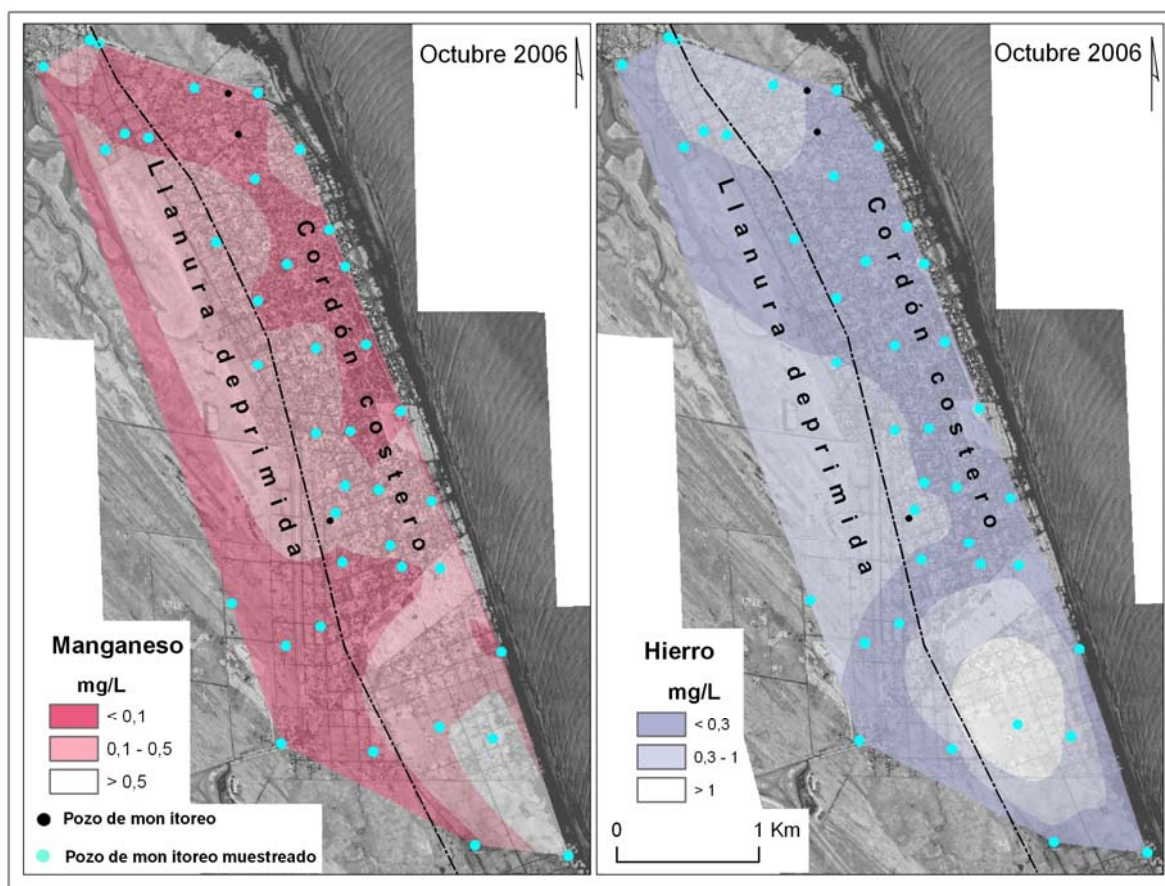 Octubre 2006
Llanura deprimida
Cordón costero
Manganeso
mg/L
< 0,1
0,1 - 0,5
> 0,5
Pozo de mon itoreo
Pozo de mon itoreo muestreado
Octubre 2006
Llanura deprimida
Cordón costero
Hierro
mg/L
< 0,3
0,3 - 1
> 1
0 1 Km